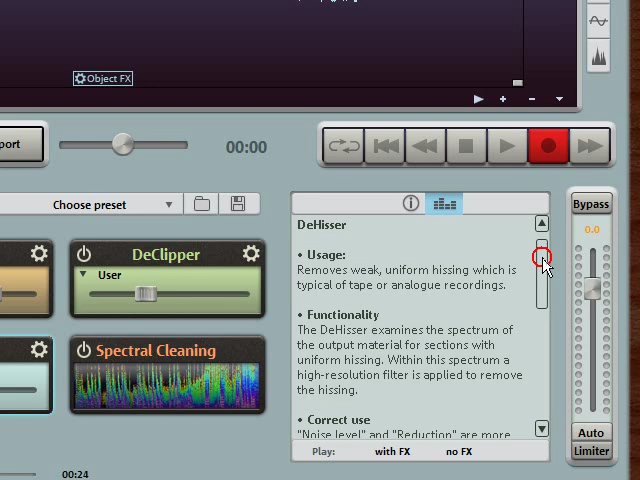 Object FX
port
00:00
Choose preset
Bypass
DeHisser
0.0
• Usage:
Removes weak, uniform hissing which is
typical of tape or analogue recordings.
DeClipper
User
• Functionality
The DeHisser examines the spectrum of
the output material for sections with
uniform hissing. Within this spectrum a
high-resolution filter is applied to remove
the hissing.
Spectral Cleaning
• Correct use
"Noise level" and "Reduction" are more
Play:
with FX
no FX
Auto
Limiter
00:24